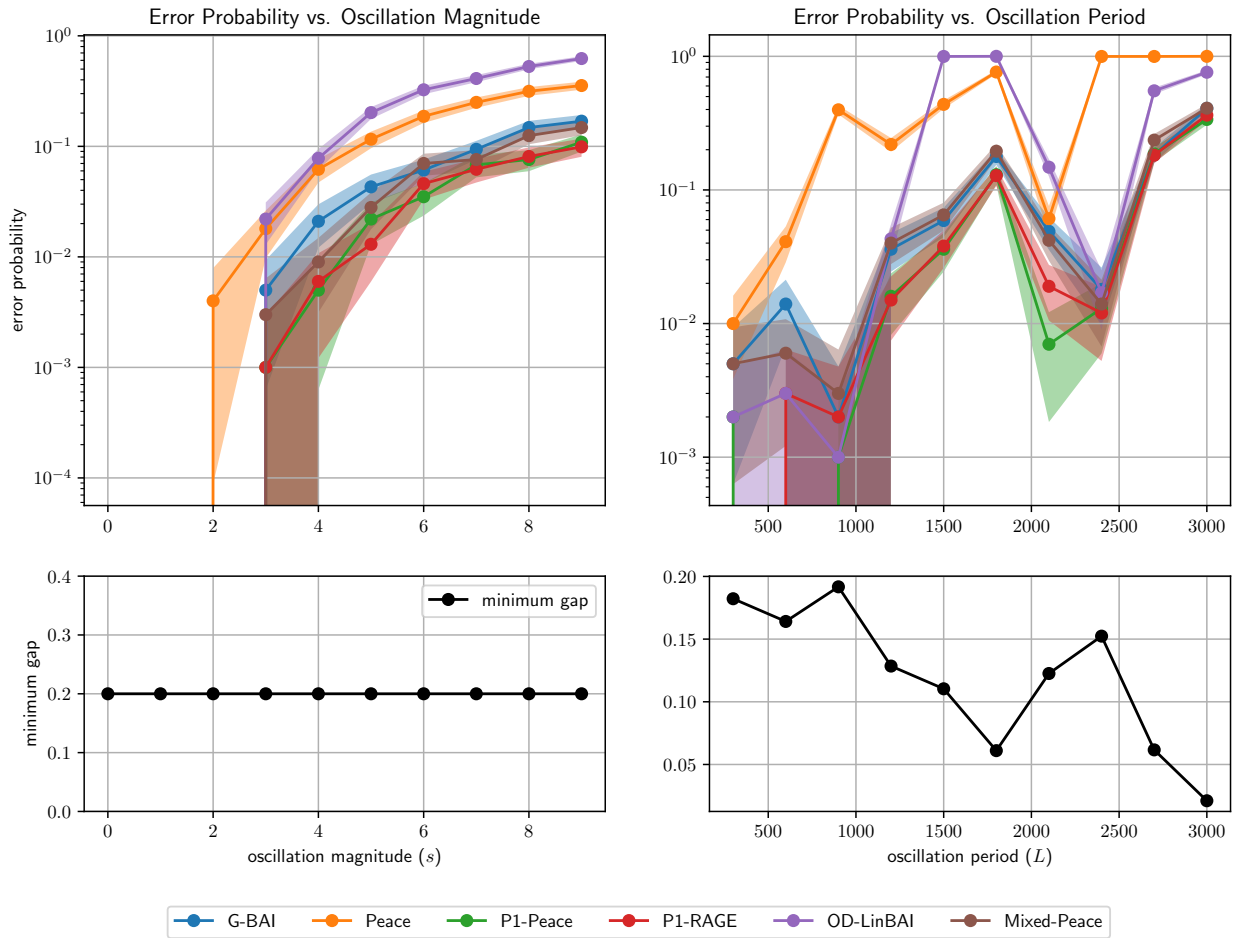 Error Probability vs. Oscillation Magnitude
Error Probability vs. Oscillation Period
error probability
10^0
10^-1
10^-2
10^-3
10^-4
0 2 4 6 8
10^0
10^-1
10^-2
10^-3
500 1000 1500 2000 2500 3000
minimum gap
0.4
0.3
0.2
0.1
0.0
minimum gap
0 2 4 6 8
oscillation magnitude (s)
0.20
0.15
0.10
0.05
500 1000 1500 2000 2500 3000
oscillation period (L)
G-BAI Peace P1-Peace P1-RAGE OD-LinBAI Mixed-Peace